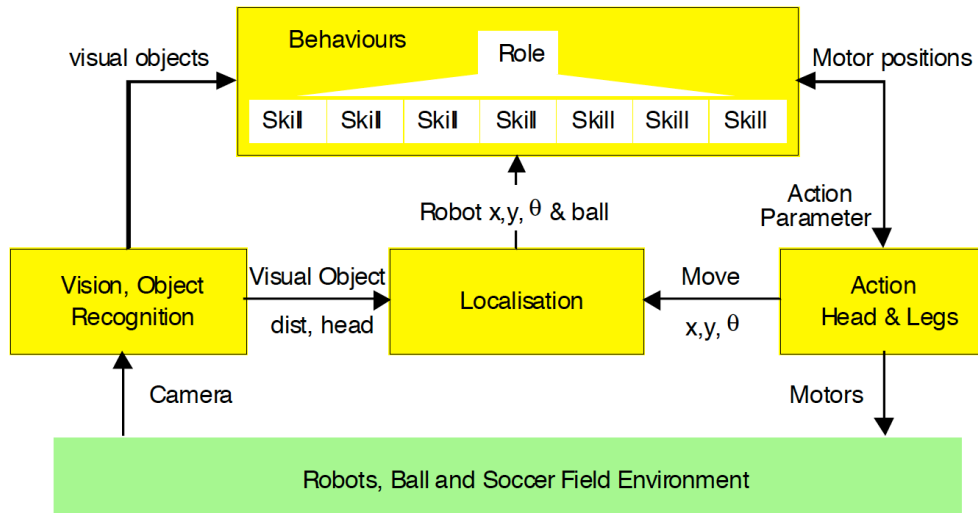 Behaviours
Role
visual objects
Motor positions
Skill Skill Skill Skill Skill Skill Skill
Robot x,y, θ & ball
Action
Parameter
Vision, Object
Recognition
Visual Object
dist, head
Localisation
Move
x,y, θ
Action
Head & Legs
Camera
Motors
Robots, Ball and Soccer Field Environment